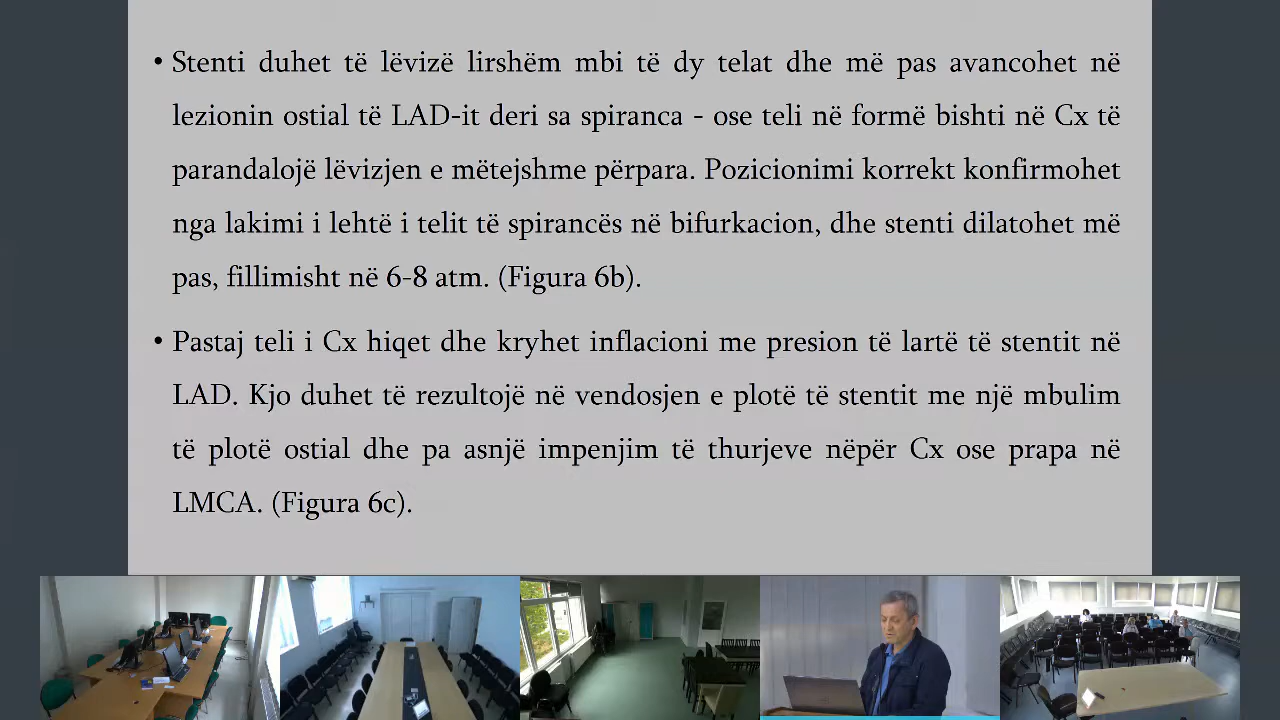 • Stenti duhet të lëvizë lirshëm mbi të dy telat dhe më pas avancohet në
lezionin ostial të LAD-it deri sa spiranca - ose teli në formë bishti në Cx të
parandalojë lëvizjen e mëtejshme përpara. Pozicionimi korrekt konfirmohet
nga lakimi i lehtë i telit të spirancës në bifurkacion, dhe stenti dilatohet më
pas, fillimisht në 6-8 atm. (Figura 6b).
• Pastaj teli i Cx hiqet dhe kryhet inflacioni me presion të lartë të stentit në
LAD. Kjo duhet të rezultojë në vendosjen e plotë të stentit me një mbulim
të plotë ostial dhe pa asnjë impenjim të thurjeve nëpër Cx ose prapa në
LMCA. (Figura 6c).